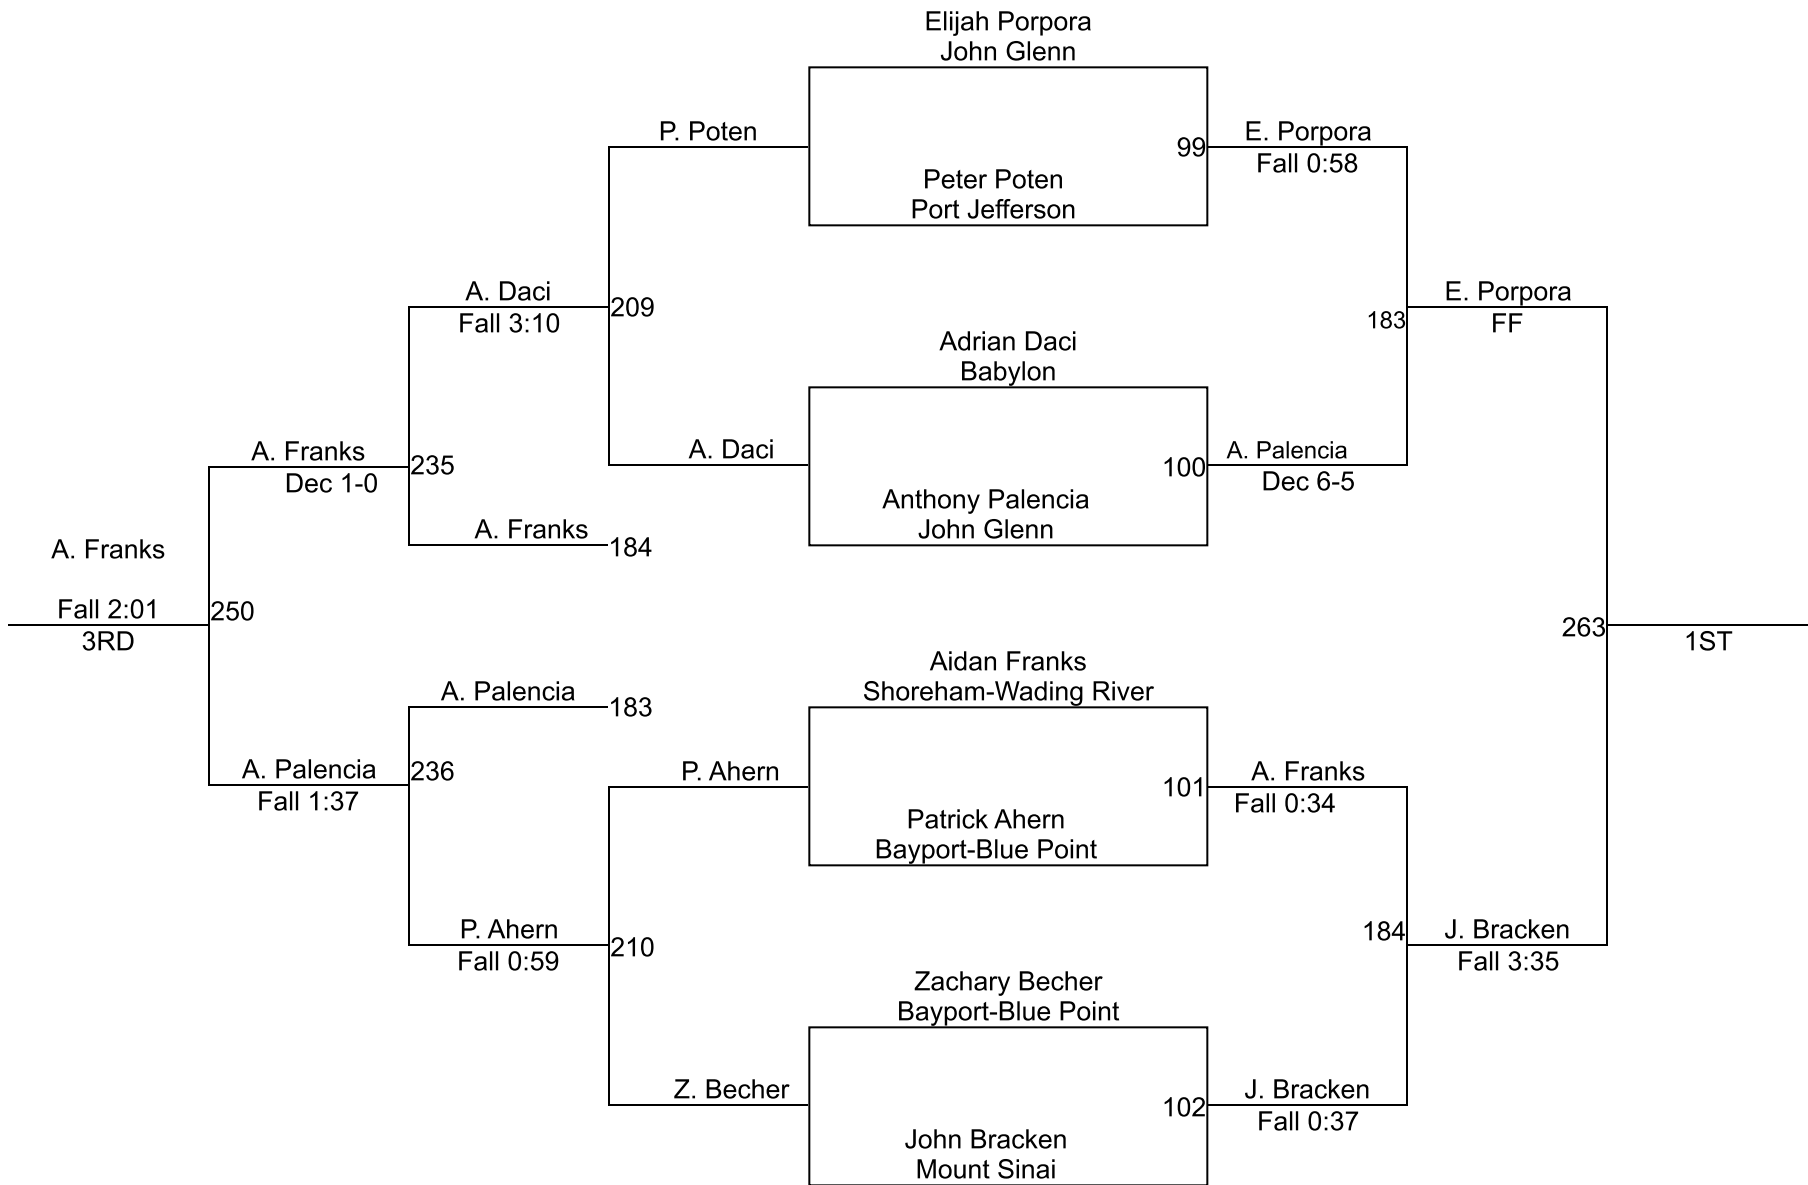 Elijah Porpora
John Glenn
P. Poten
99
E. Porpora
Fall 0:58
Peter Poten
Port Jefferson
A. Daci
Fall 3:10
209
E. Porpora
183
FF
Adrian Daci
Babylon
A. Franks
Dec 1-0
235
A. Daci
100
A. Palencia
Dec 6-5
Anthony Palencia
John Glenn
A. Franks
184
A. Franks
Fall 2:01
3RD
250
263
1ST
Aidan Franks
Shoreham-Wading River
A. Palencia
183
A. Palencia
Fall 1:37
236
P. Ahern
101
A. Franks
Fall 0:34
Patrick Ahern
Bayport-Blue Point
P. Ahern
Fall 0:59
210
184
J. Bracken
Fall 3:35
Zachary Becher
Bayport-Blue Point
Z. Becher
102
J. Bracken
Fall 0:37
John Bracken
Mount Sinai